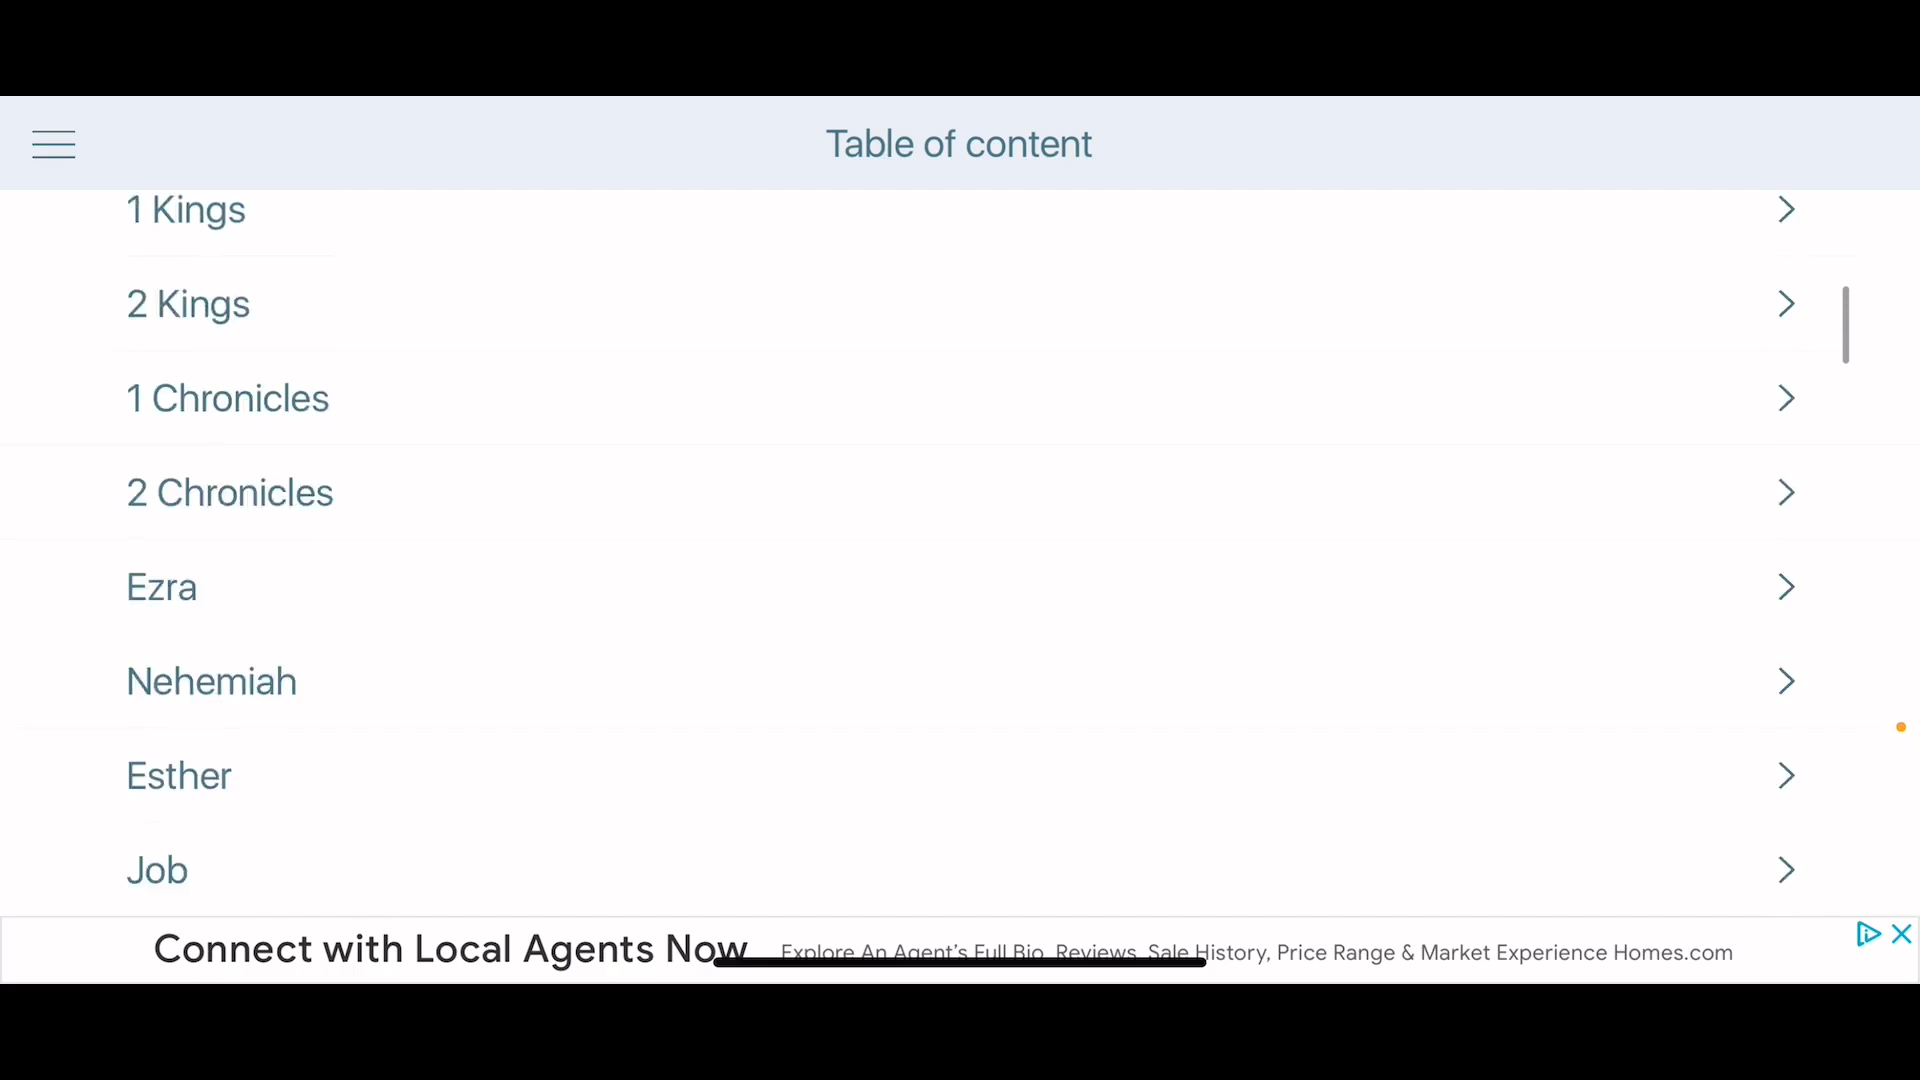 Table of content
1 Kings
2 Kings
1 Chronicles
2 Chronicles
Ezra
Nehemiah
Esther
Job
Connect with Local Agents Now
Explore An Agent's Full Bio, Reviews, Sale History, Price Range & Market Experience Homes.com